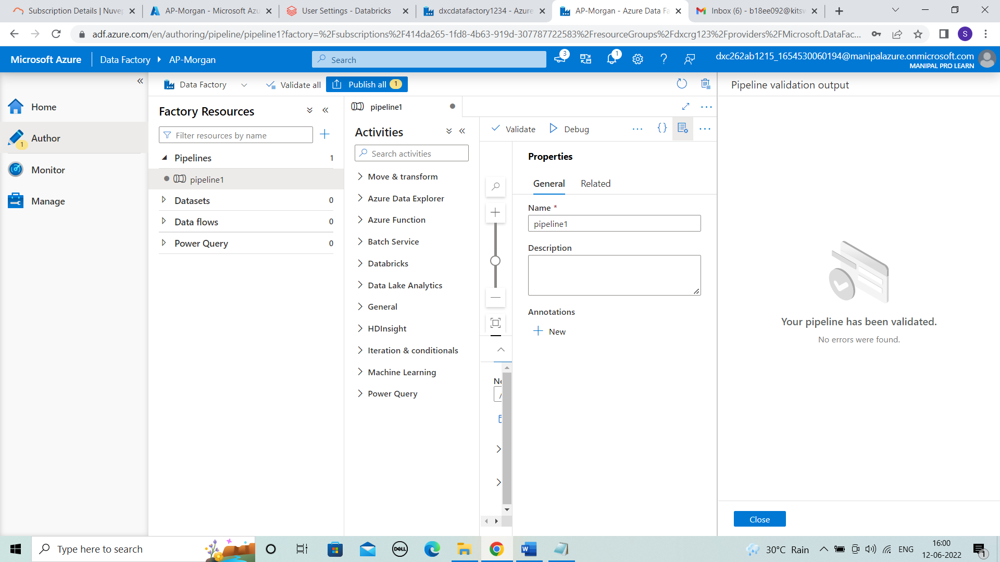 Subscription Details | Nuvep
AP-Morgan - Microsoft Azu
User Settings - Databricks
dxcdatafactory1234 - Azure
AP-Morgan - Azure Data Fa
Inbox (6) - b18ee092@kitsw
adf.azure.com/en/authoring/pipeline/pipeline1?factory=%2Fsubscriptions%2F414da265-1fd8-4b63-919d-307787722583%2FresourceGroups%2Fdxcrg123%2Fproviders%2FMicrosoft.DataFac...
S
Microsoft Azure
Data Factory
AP-Morgan
Search
3
1
dxc262ab1215_1654530060194@manipalazure.onmicrosoft.com
MANIPAL PRO LEARN
Home
Author
1
Monitor
Manage
Data Factory
Validate all
Publish all 1
Factory Resources
Filter resources by name
Pipelines 1
pipeline1
Datasets 0
Data flows 0
Power Query 0
pipeline1
Activities
Search activities
Move & transform
Azure Data Explorer
Azure Function
Batch Service
Databricks
Data Lake Analytics
General
HDInsight
Iteration & conditionals
Machine Learning
Power Query
Validate
Debug
{}
Properties
General
Related
Name *
pipeline1
Description
Annotations
New
Pipeline validation output
Your pipeline has been validated.
No errors were found.
Close
Type here to search
DELL
30°C Rain
ENG
16:00
12-06-2022
1